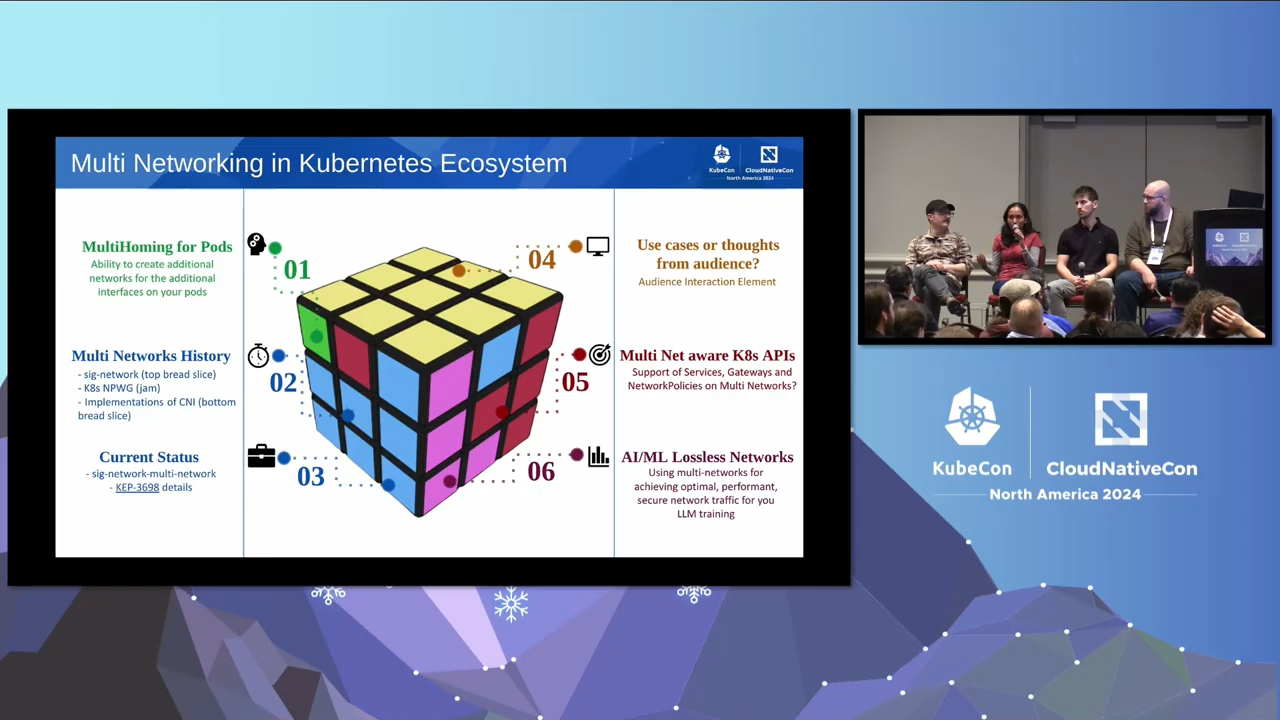 Multi Networking in Kubernetes Ecosystem
KubeCon
CloudNativeCon
North America 2024
MultiHoming for Pods
Ability to create additional
networks for the additional
interfaces on your pods
01
Multi Networks History
- sig-network (top bread slice)
- K8s NPWG (jam)
- Implementations of CNI (bottom
bread slice)
02
Current Status
- sig-network-multi-network
- KEP-3698 details
03
04
Use cases or thoughts
from audience?
Audience Interaction Element
05
Multi Net aware K8s APIs
Support of Services, Gateways and
NetworkPolicies on Multi Networks?
06
AI/ML Lossless Networks
Using multi-networks for
achieving optimal, performant,
secure network traffic for you
LLM training
KubeCon
CloudNativeCon
North America 2024